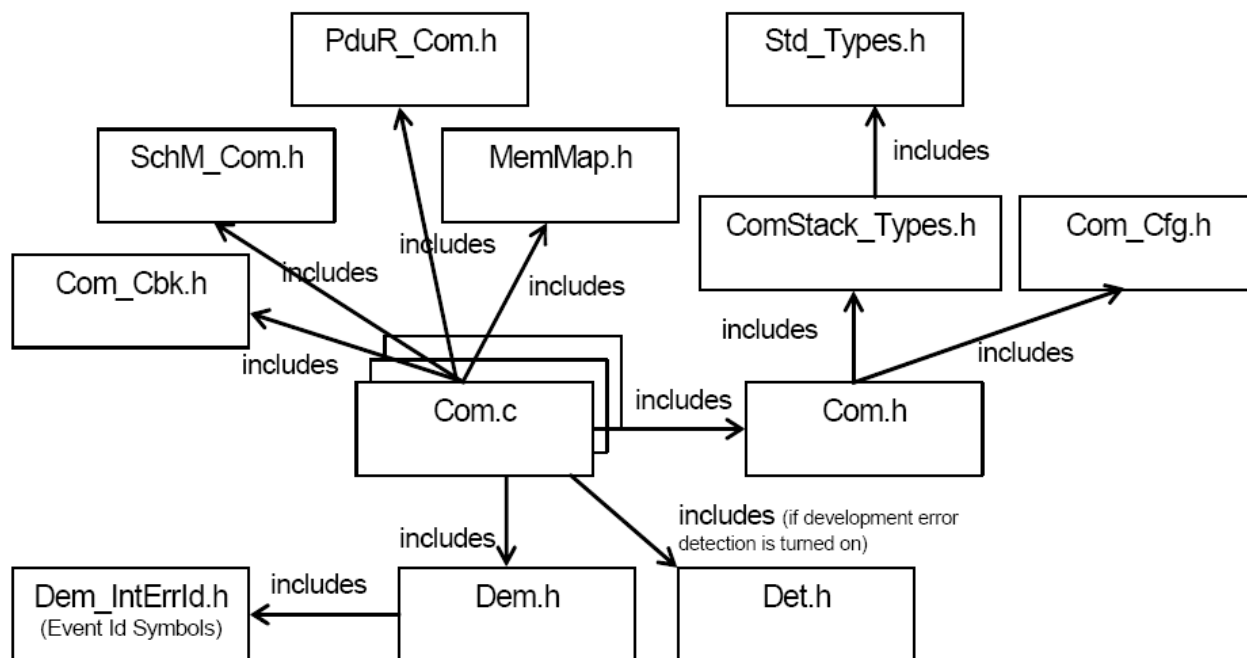 PduR_Com.h
Std_Types.h
SchM_Com.h
MemMap.h
includes
ComStack_Types.h
Com_Cfg.h
includes
includes
includes
Com_Cbk.h
includes
includes
includes
includes
Com.c
includes
Com.h
includes (if development error
detection is turned on)
includes
includes
Dem_IntErrId.h
(Event Id Symbols)
Dem.h
Det.h